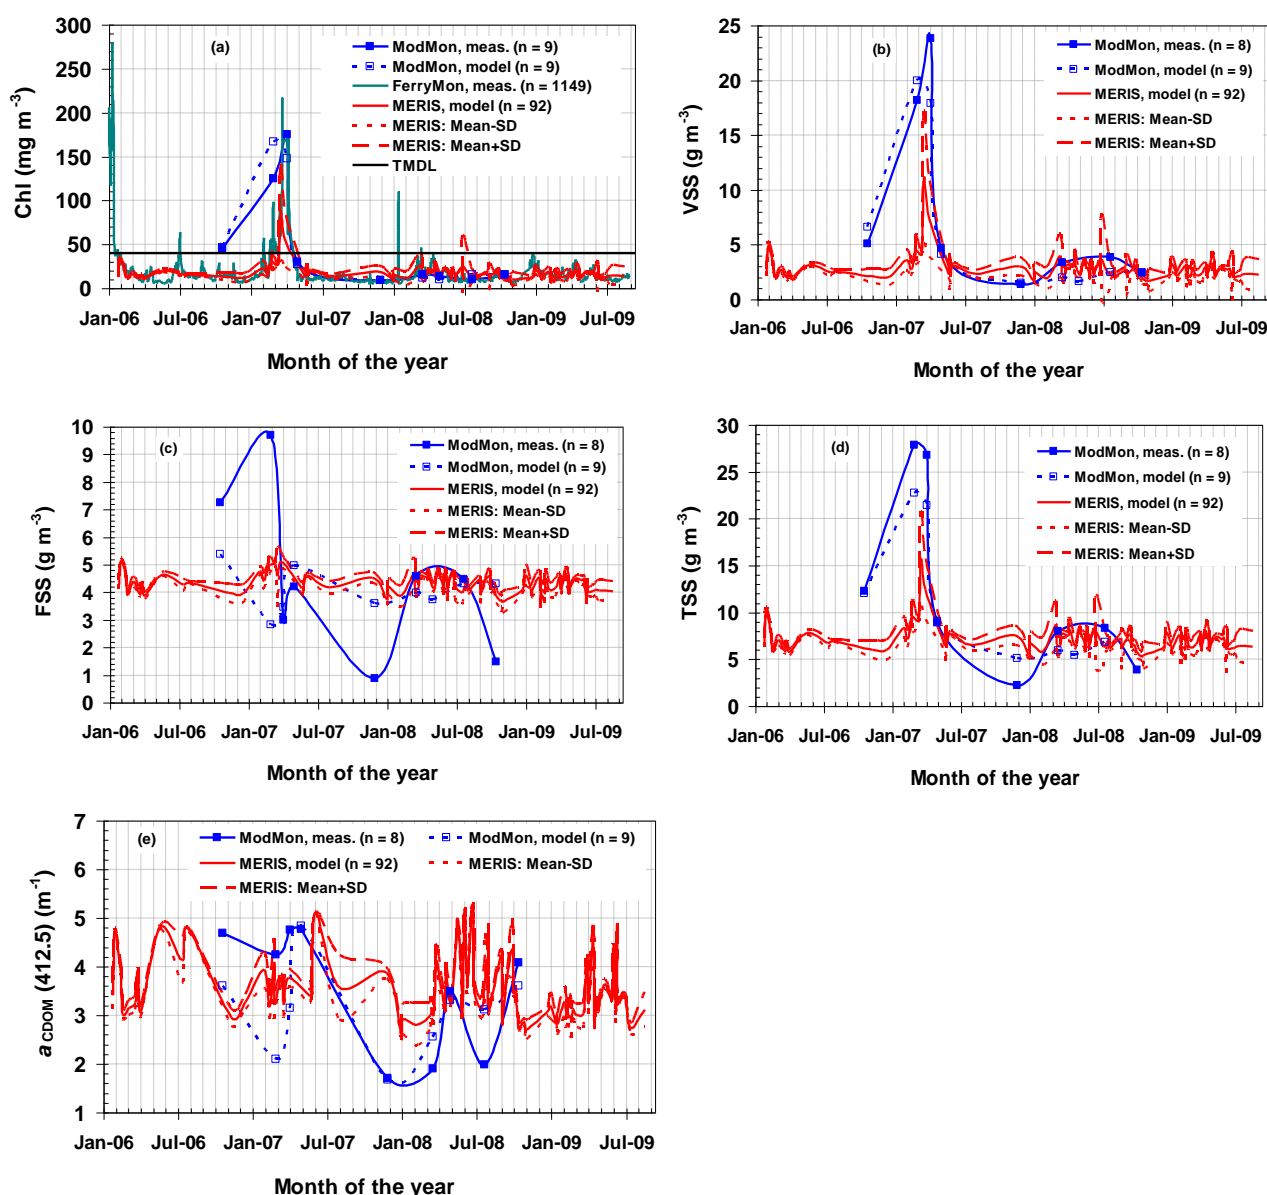 (a)
Chl (mg m-3)
300
250
200
150
100
50
0
ModMon, meas. (n = 9)
ModMon, model (n = 9)
FerryMon, meas. (n = 1149)
MERIS, model (n = 92)
MERIS: Mean-SD
MERIS: Mean+SD
TMDL
Jan-06 Jul-06 Jan-07 Jul-07 Jan-08 Jul-08 Jan-09 Jul-09
Month of the year
(b)
VSS (g m-3)
25
20
15
10
5
0
ModMon, meas. (n = 8)
ModMon, model (n = 9)
MERIS, model (n = 92)
MERIS: Mean-SD
MERIS: Mean+SD
Jan-06 Jul-06 Jan-07 Jul-07 Jan-08 Jul-08 Jan-09 Jul-09
Month of the year
(c)
FSS (g m-3)
10
9
8
7
6
5
4
3
2
1
0
ModMon, meas. (n = 8)
ModMon, model (n = 9)
MERIS, model (n = 92)
MERIS: Mean-SD
MERIS: Mean+SD
Jan-06 Jul-06 Jan-07 Jul-07 Jan-08 Jul-08 Jan-09 Jul-09
Month of the year
(d)
TSS (g m-3)
30
25
20
15
10
5
0
ModMon, meas. (n = 8)
ModMon, model (n = 9)
MERIS, model (n = 92)
MERIS: Mean-SD
MERIS: Mean+SD
Jan-06 Jul-06 Jan-07 Jul-07 Jan-08 Jul-08 Jan-09 Jul-09
Month of the year
(e)
a CDOM (412.5) (m-1)
7
6
5
4
3
2
1
ModMon, meas. (n = 8) ModMon, model (n = 9)
MERIS, model (n = 92) MERIS: Mean-SD
MERIS: Mean+SD
Jan-06 Jul-06 Jan-07 Jul-07 Jan-08 Jul-08 Jan-09 Jul-09
Month of the year